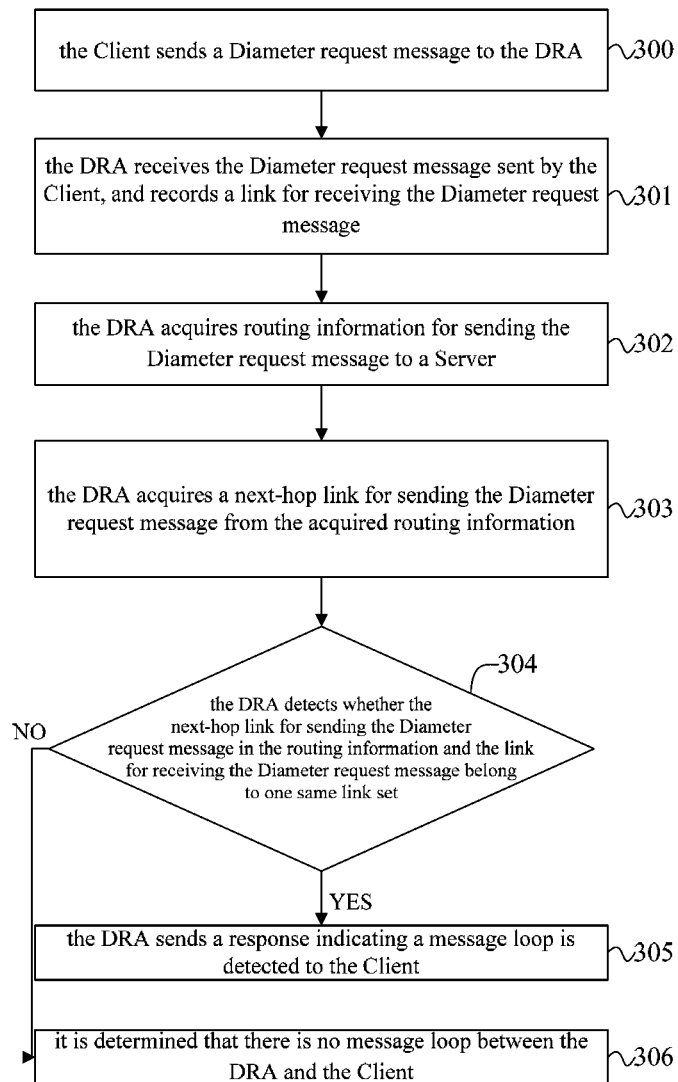 the Client sends a Diameter request message to the DRA
300
the DRA receives the Diameter request message sent by the
Client, and records a link for receiving the Diameter request
message
301
the DRA acquires routing information for sending the
Diameter request message to a Server
302
the DRA acquires a next-hop link for sending the Diameter
request message from the acquired routing information
303
304
the DRA detects whether the
next-hop link for sending the Diameter
request message in the routing information and the link
for receiving the Diameter request message belong
to one same link set
NO
YES
the DRA sends a response indicating a message loop is
detected to the Client
305
it is determined that there is no message loop between the
DRA and the Client
306